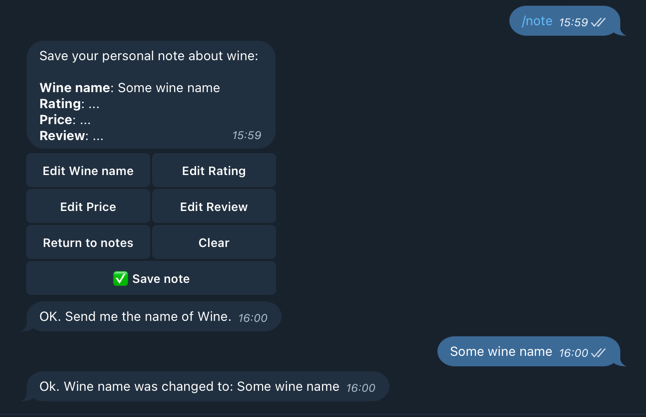 /note 15:59
Save your personal note about wine:
Wine name: Some wine name
Rating: ...
Price: ...
Review: ...
15:59
Edit Wine name
Edit Rating
Edit Price
Edit Review
Return to notes
Clear
✅ Save note
OK. Send me the name of Wine. 16:00
Some wine name 16:00
Ok. Wine name was changed to: Some wine name 16:00